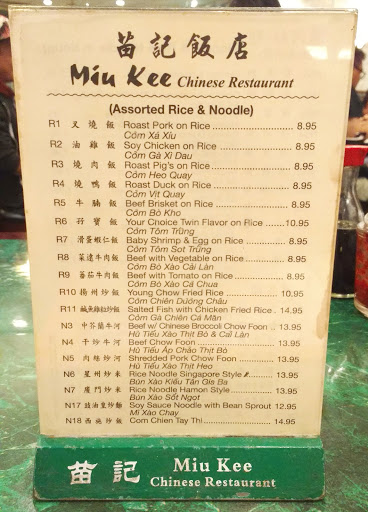 苗記飯店
Miu Kee Chinese Restaurant
(Assorted Rice & Noodle)
R1 叉燒飯 Roast Pork on Rice 8.95
Cơm Xá Xíu
R2 油雞飯 Soy Chicken on Rice 8.95
Cơm Gà Xì Dầu
R3 燒肉飯 Roast Pig's on Rice 8.95
Cơm Heo Quay
R4 燒鴨飯 Roast Duck on Rice 8.95
Cơm Vịt Quay
R5 牛腩飯 Beef Brisket on Rice 8.95
Cơm Bò Kho
R6 孖寶飯 Your Choice Twin Flavor on Rice 10.95
Cơm Tôm Trứng
R7 滑蛋蝦仁飯 Baby Shrimp & Egg on Rice 8.95
Cơm Tôm Sot Trứng
R8 菜遠牛肉飯 Beef with Vegetable on Rice 8.95
Cơm Bò Xào Cải Làn
R9 蕃茄牛肉飯 Beef with Tomato on Rice 8.95
Cơm Bò Xào Cà Chua
R10 楊州炒飯 Young Chow Fried Rice 10.95
Cơm Chiên Dương Châu
R11 鹹魚雞粒炒飯 Salted Fish with Chicken Fried Rice 14.95
Cơm Gà Chiên Cá Mặn
N3 中芥蘭牛河 Beef w/ Chinese Broccoli Chow Foon 13.95
Hủ Tiếu Xào Thịt Bò & Cải Làn
N4 干炒牛河 Beef Chow Foon 13.95
Hủ Tiếu Áp Chảo Thịt Bò
N5 肉絲炒河 Shredded Pork Chow Foon 13.95
Hủ Tiếu Xào Thịt Heo
N6 星州炒米 Rice Noodle Singapore Style 13.95
Bún Xào Kiểu Tân Gia Ba
N7 廈門炒米 Rice Noodle Hamon Style 13.95
Bún Xào Sốt Ngọt
N17 豉油皇炒麵 Soy Sauce Noodle with Bean Sprout 12.95
Mì Xào Chay
N18 西施炒飯 Com Chien Tay Thi 14.95
苗記 Miu Kee
Chinese Restaurant